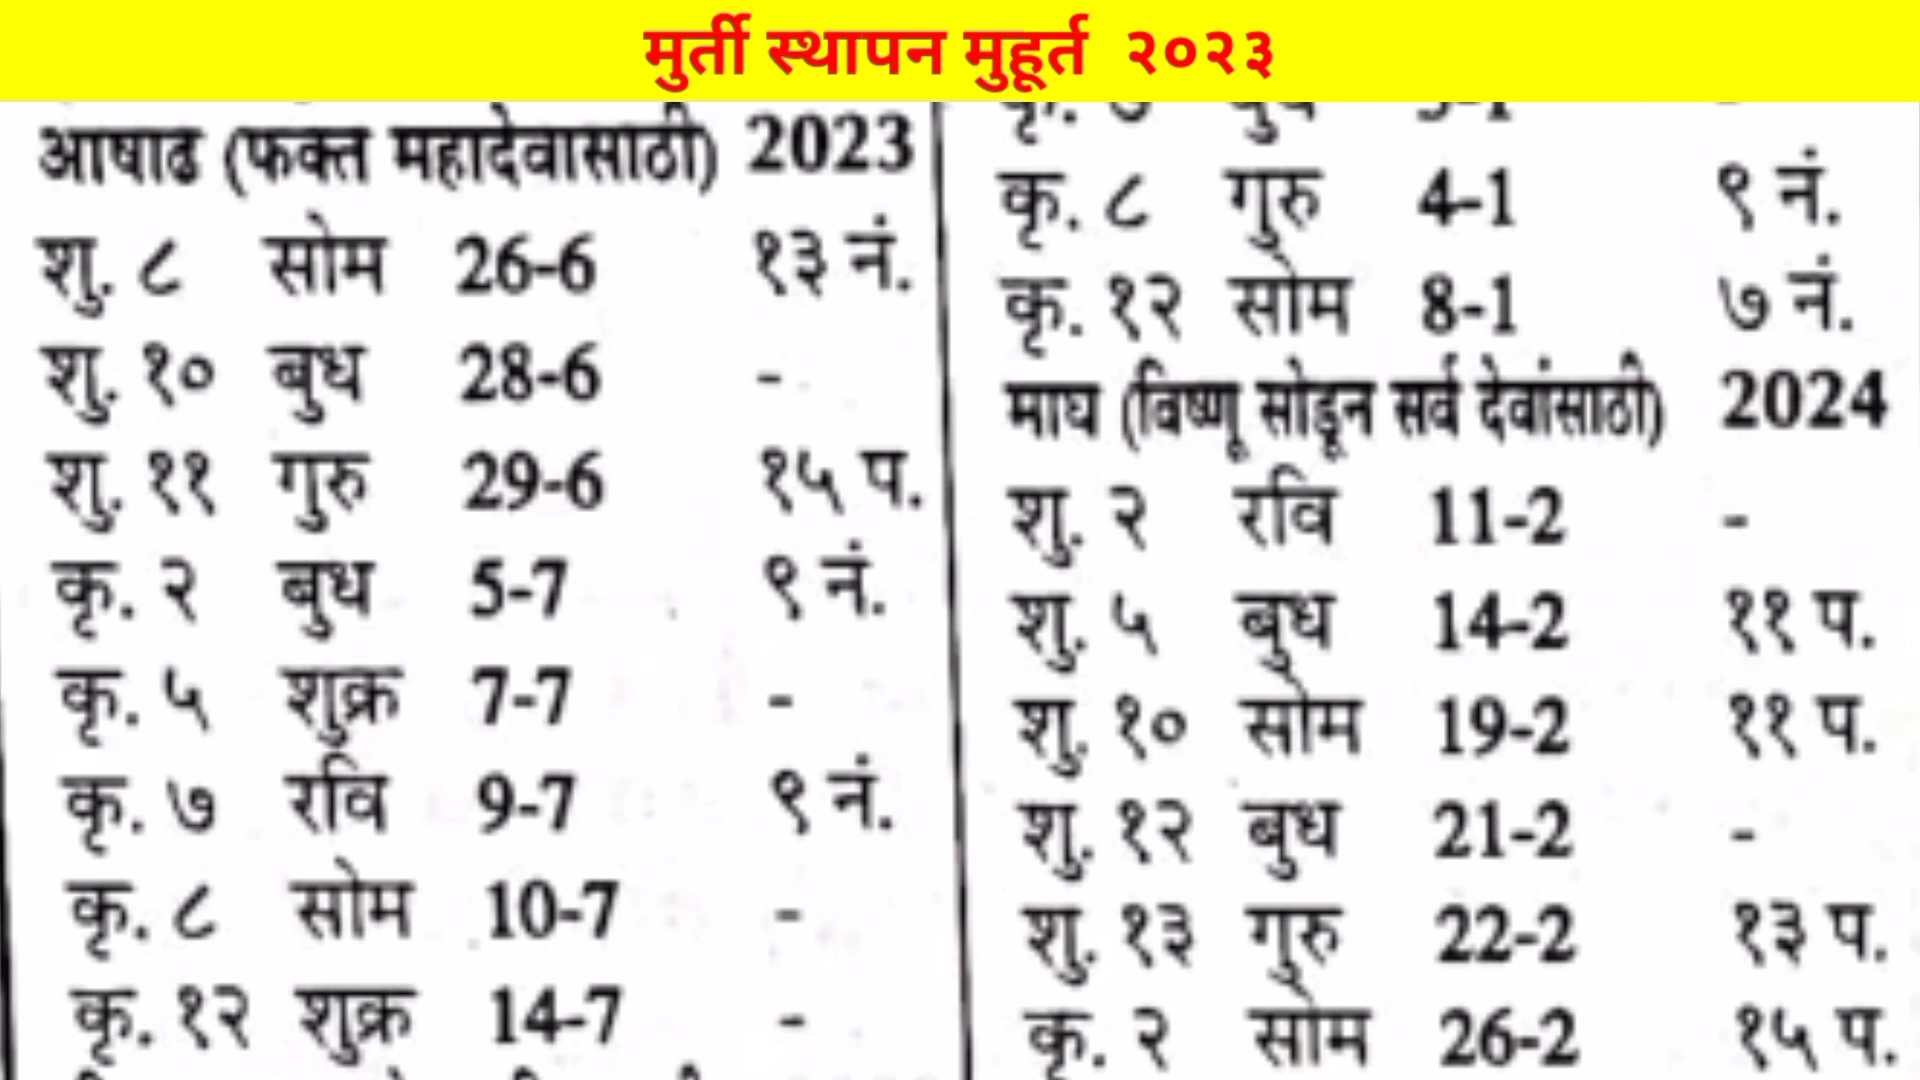 मुर्ती स्थापन मुहूर्त २०२३
आषाढ (फक्त महादेवासाठी) 2023
शु. ८ सोम 26-6 १३ नं.
शु. १० बुध 28-6 -
शु. ११ गुरु 29-6 १५ प.
कृ. २ बुध 5-7 ९ नं.
कृ. ५ शुक्र 7-7 -
कृ. ७ रवि 9-7 ९ नं.
कृ. ८ सोम 10-7 -
कृ. १२ शुक्र 14-7 -
कृ. ८ गुरु 4-1 ९ नं.
कृ. १२ सोम 8-1 ७ नं.
माघ (विष्णू सोडून सर्व देवांसाठी) 2024
शु. २ रवि 11-2 -
शु. ५ बुध 14-2 ११ प.
शु. १० सोम 19-2 ११ प.
शु. १२ बुध 21-2 -
शु. १३ गुरु 22-2 १३ प.
कृ. २ सोम 26-2 १५ प.